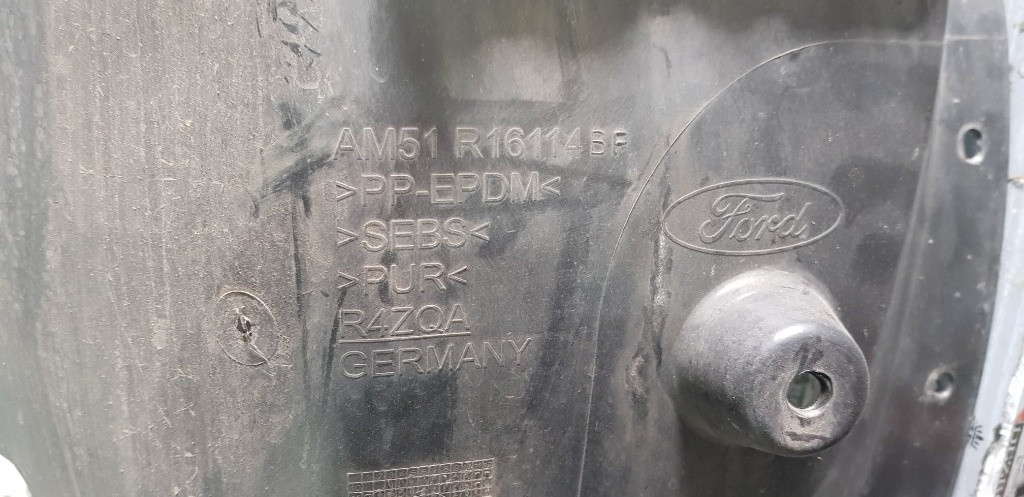 AM51 R16114BF
>PP-EPDM<
>SEBS<
>PUR<
R4ZQA
GERMANY
Ford